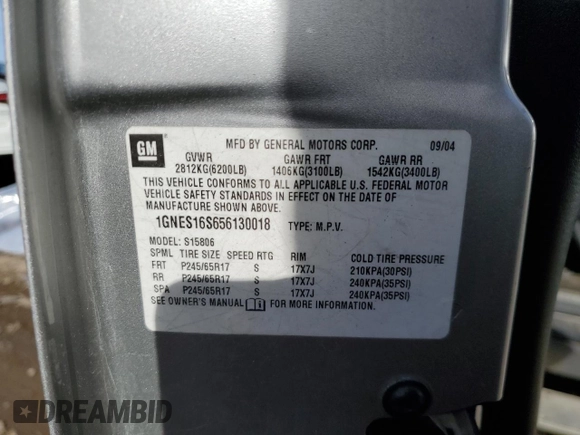 GM
MFD BY GENERAL MOTORS CORP. 09/04
GVWR GAWR FRT GAWR RR
2812KG(6200LB) 1406KG(3100LB) 1542KG(3400LB)
THIS VEHICLE CONFORMS TO ALL APPLICABLE U.S. FEDERAL MOTOR
VEHICLE SAFETY STANDARDS IN EFFECT ON THE DATE OF
MANUFACTURE SHOWN ABOVE.
1GNES16S656130018 TYPE: M.P.V.
MODEL: S15806
SPML TIRE SIZE SPEED RTG RIM COLD TIRE PRESSURE
FRT P245/65R17 S 17X7J 210KPA(30PSI)
RR P245/65R17 S 17X7J 240KPA(35PSI)
SPA P245/65R17 S 17X7J 240KPA(35PSI)
SEE OWNER'S MANUAL FOR MORE INFORMATION.
DREAMBID